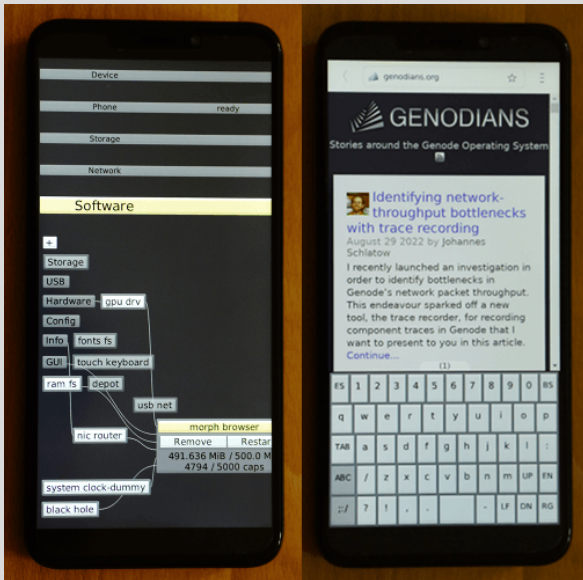 Device
Phone ready
Storage
Network
Software
+
Storage
USB
Hardware gpu drv
Config
Info fonts fs
GUI touch keyboard
ram fs depot
usb net
morph browser
nic router
Remove Restar
491.636 MiB / 500.0 M
4794 / 5000 caps
system clock-dummy
black hole
genodians.org
GENODIANS
Stories around the Genode Operating System
Identifying network-
throughput bottlenecks
with trace recording
August 29 2022 by Johannes
Schlatow
I recently launched an investigation in
order to identify bottlenecks in
Genode's network packet throughput.
This endeavour sparked off a new
tool, the trace recorder, for recording
component traces in Genode that I
want to present to you in this article.
Continue...
(1)
ES 1 2 3 4 5 6 7 8 9 0 BS
q w e r t y u i o p
TAB a s d f g h j k l :
ABC / z x c v b n m UP EN
;:/ ? ! , . - LF DN RG